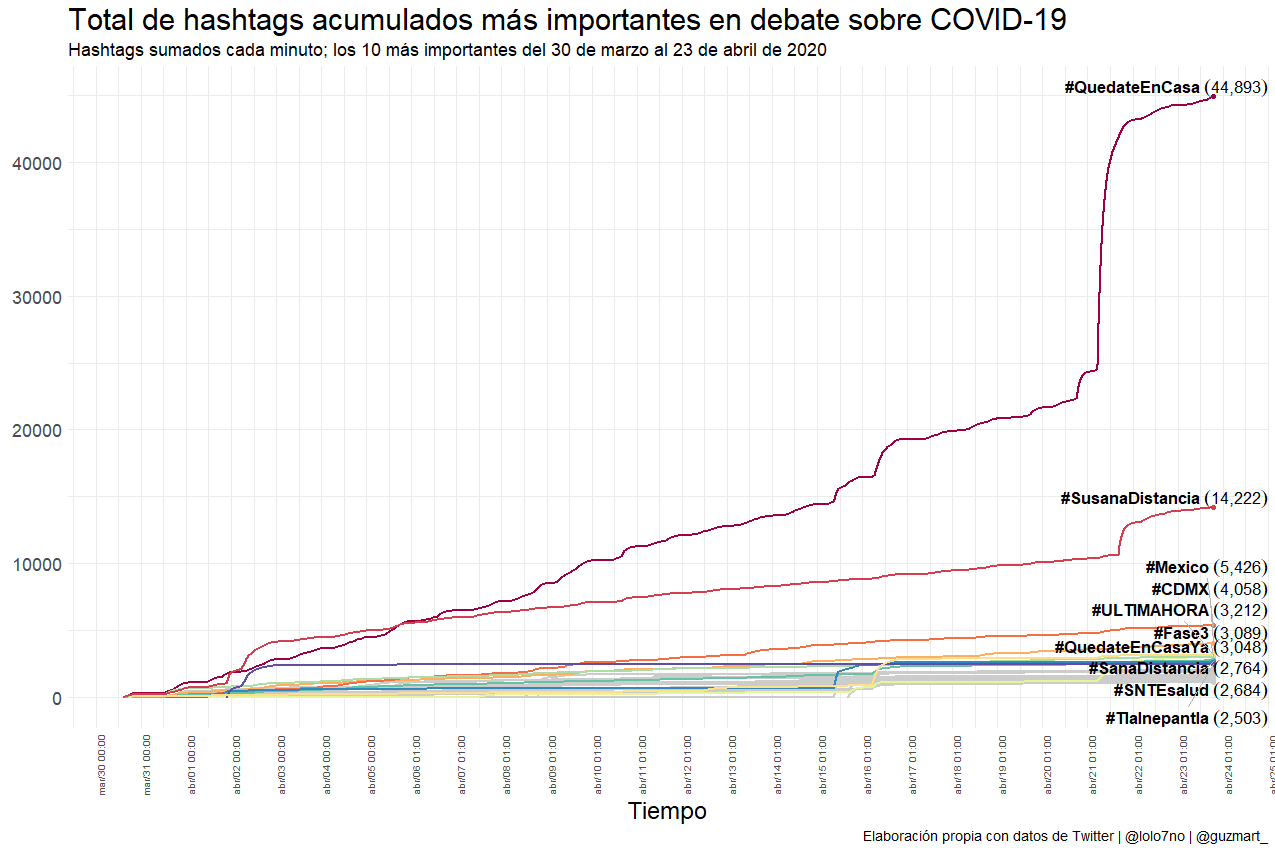 Total de hashtags acumulados más importantes en debate sobre COVID-19
Hashtags sumados cada minuto; los 10 más importantes del 30 de marzo al 23 de abril de 2020
#QuedateEnCasa (44,893)
40000
30000
20000
#SusanaDistancia (14,222)
10000
#Mexico (5,426)
#CDMX (4,058)
#ULTIMAHORA (3,212)
#Fase3 (3,089)
#QuedateEnCasaYa (3,048)
#SanaDistancia (2,764)
#SNTEsalud (2,684)
0
#Tlalnepantla (2,503)
mar/30 00:00
mar/31 00:00
abr/01 00:00
abr/02 00:00
abr/03 00:00
abr/04 00:00
abr/05 00:00
abr/06 01:00
abr/07 01:00
abr/08 01:00
abr/09 01:00
abr/10 01:00
abr/11 01:00
abr/12 01:00
abr/13 01:00
abr/14 01:00
abr/15 01:00
abr/16 01:00
abr/17 01:00
abr/18 01:00
abr/19 01:00
abr/20 01:00
abr/21 01:00
abr/22 01:00
abr/23 01:00
abr/24 01:00
abr/25 01:00
Tiempo
Elaboración propia con datos de Twitter | @lolo7no | @guzmart_